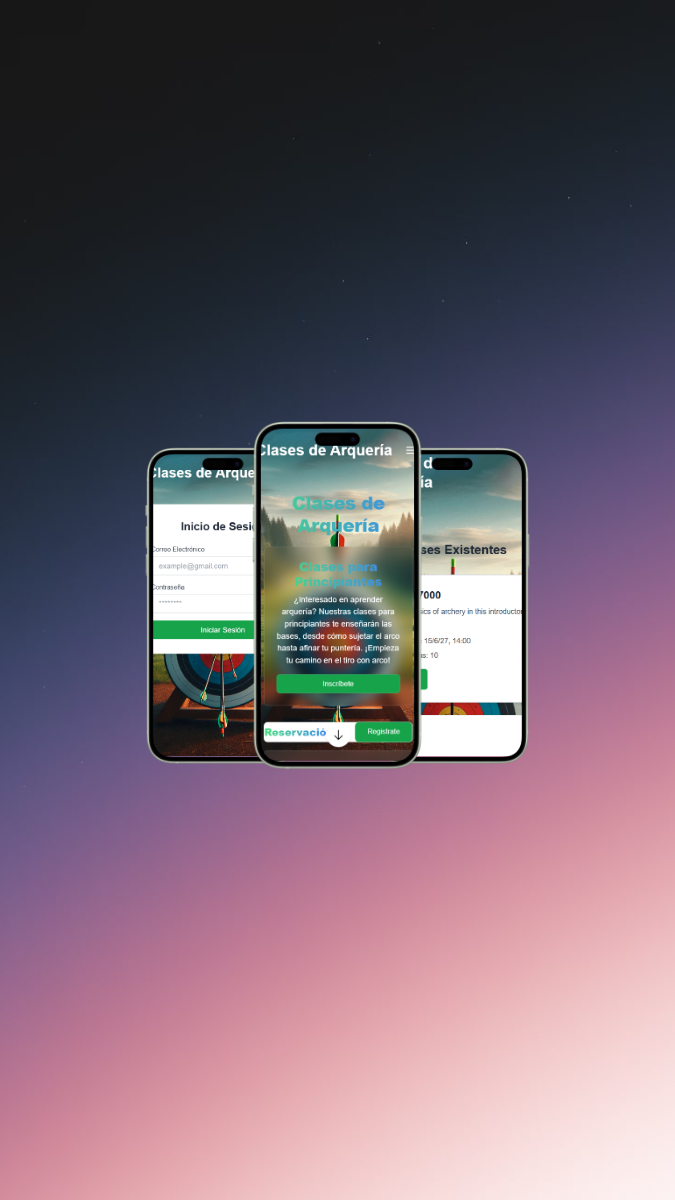 Clases de Arque
Inicio de Sesi
Correo Electrónico
example@gmail.com
Contraseña
********
Iniciar Sesión
Clases de Arquería
Clases de
Arquería
Clases para
Principiantes
¿Interesado en aprender
arquería? Nuestras clases para
principiantes te enseñarán las
bases, desde cómo sujetar el arco
hasta afinar tu puntería. ¡Empieza
tu camino en el tiro con arco!
Inscríbete
Reservació
Registrate
d
ía
ses Existentes
7000
ics of archery in this introductor
15/6/27, 14:00
is: 10